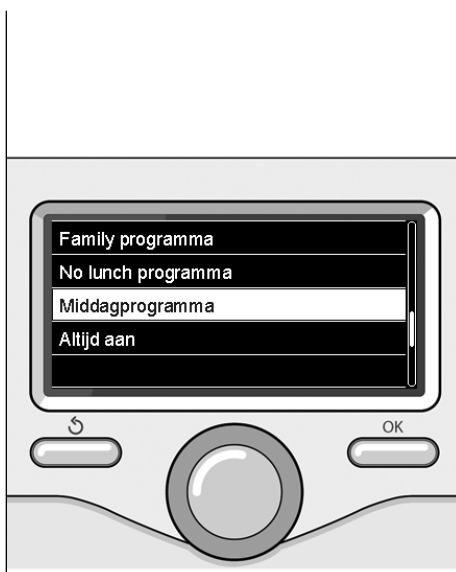 Family programma
No lunch programma
Middagprogramma
Altijd aan
OK